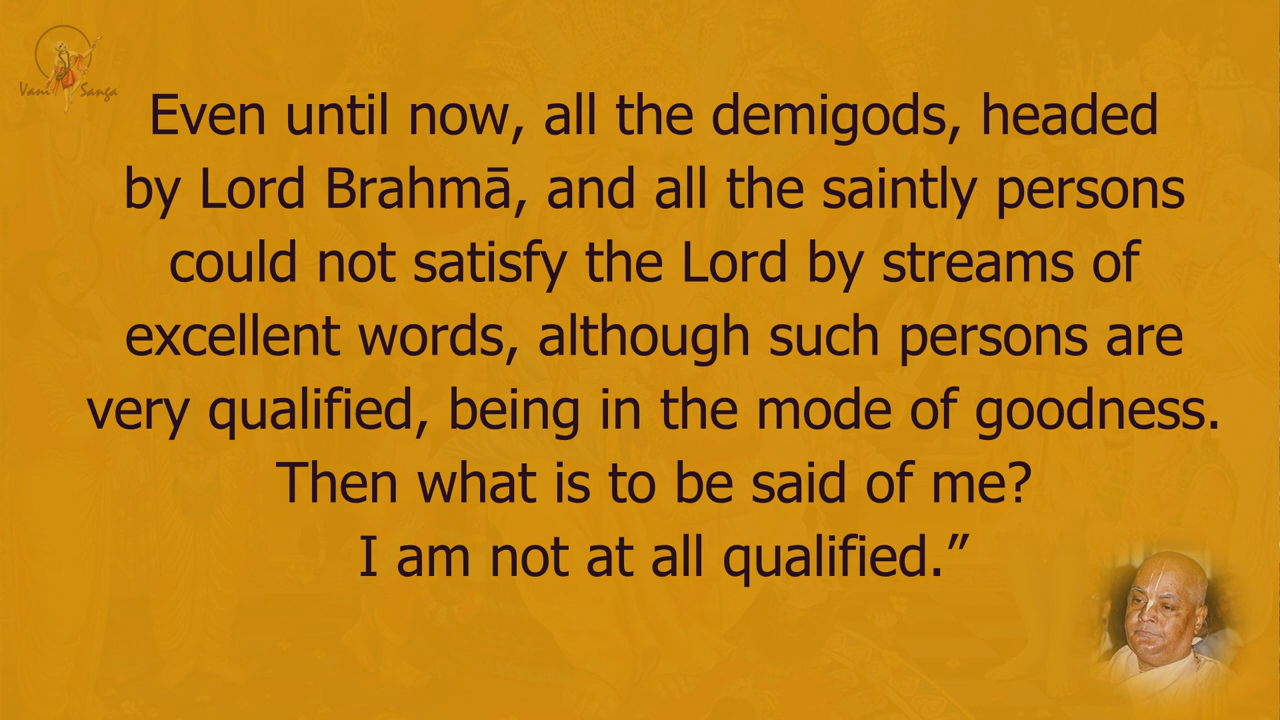 Vani Sanga
Even until now, all the demigods, headed
by Lord Brahmā, and all the saintly persons
could not satisfy the Lord by streams of
excellent words, although such persons are
very qualified, being in the mode of goodness.
Then what is to be said of me?
I am not at all qualified.”